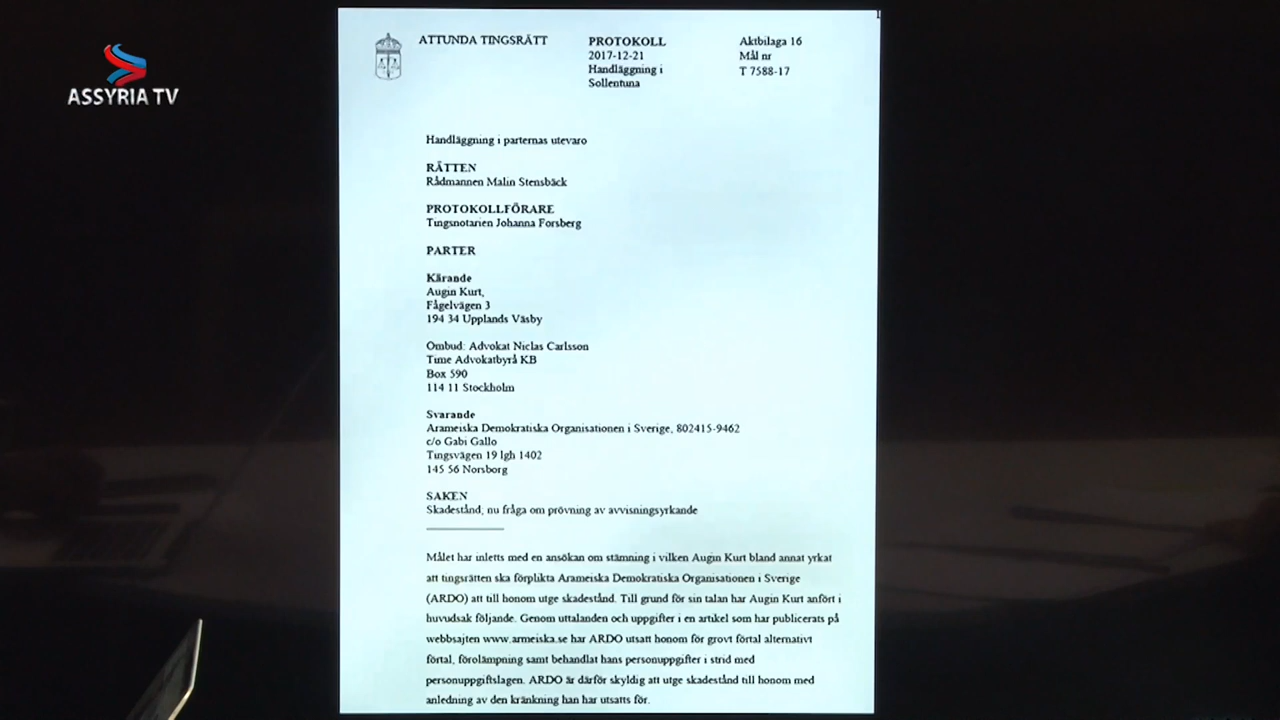 ASSYRIA TV
ATTUNDA TINGSRÄTT
PROTOKOLL
2017-12-21
Handläggning i
Sollentuna
Aktbilaga 16
Mål nr
T 7588-17
Handläggning i parternas utevaro
RÄTTEN
Rådmannen Malin Stensbäck
PROTOKOLLFÖRARE
Tingsnotarien Johanna Forsberg
PARTER
Kärande
Augin Kurt,
Fågelvägen 3
194 34 Upplands Väsby
Ombud: Advokat Niclas Carlsson
Time Advokatbyrå KB
Box 590
114 11 Stockholm
Svarande
Arameiska Demokratiska Organisationen i Sverige, 802415-9462
c/o Gabi Gallo
Tingsvägen 19 lgh 1402
145 56 Norsborg
SAKEN
Skadestånd, nu fråga om prövning av avvisningsyrkande
Målet har inletts med en ansökan om stämning i vilken Augin Kurt bland annat yrkat
att tingsrätten ska förplikta Arameiska Demokratiska Organisationen i Sverige
(ARDO) att till honom utge skadestånd. Till grund för sin talan har Augin Kurt anfört i
huvudsak följande. Genom uttalanden och uppgifter i en artikel som har publicerats på
webbsajten www.armeiska.se har ARDO utsatt honom för grovt förtal alternativt
förtal, förolämpning samt behandlat hans personuppgifter i strid med
personuppgiftslagen. ARDO är därför skyldig att utge skadestånd till honom med
anledning av den kränkning han har utsatts för.